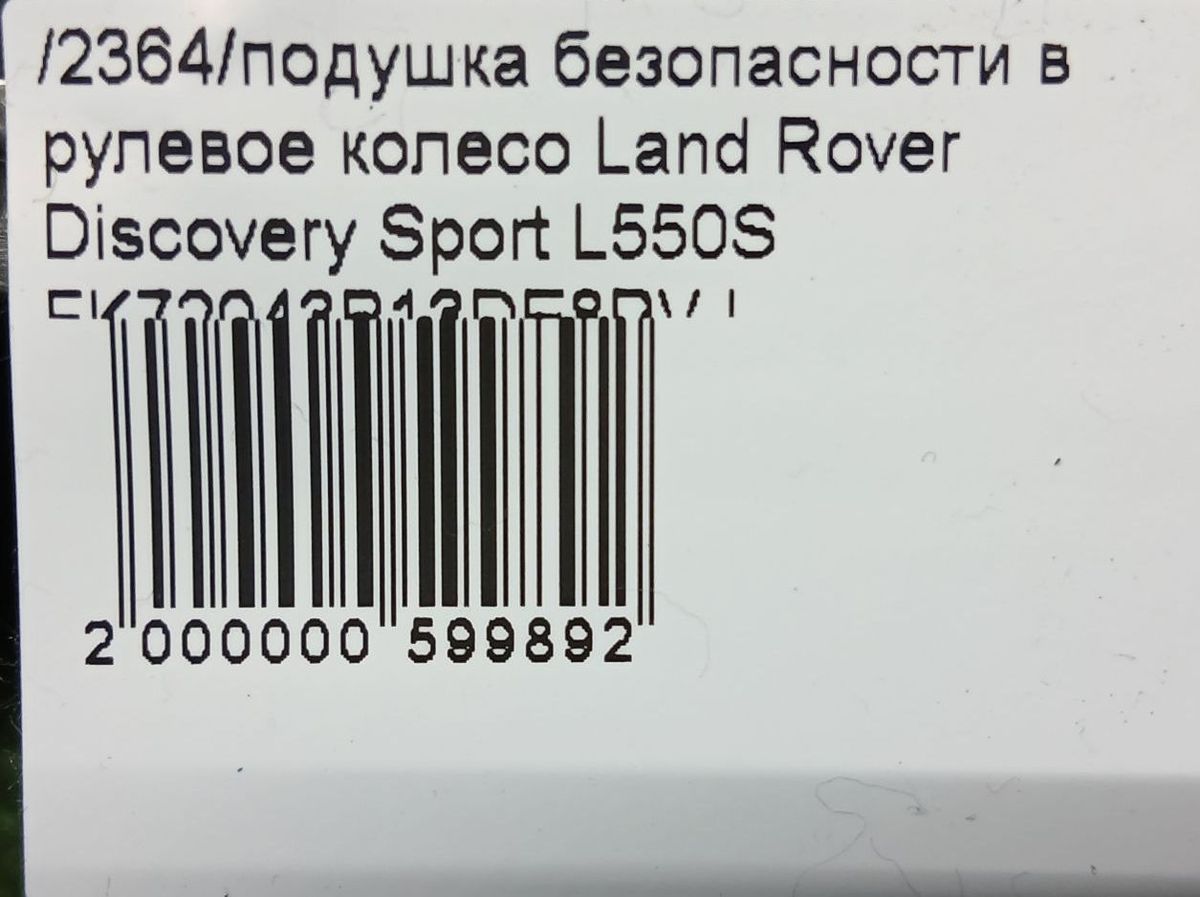 /2364/подушка безопасности в
рулевое колесо Land Rover
Discovery Sport L550S
2 000000 599892